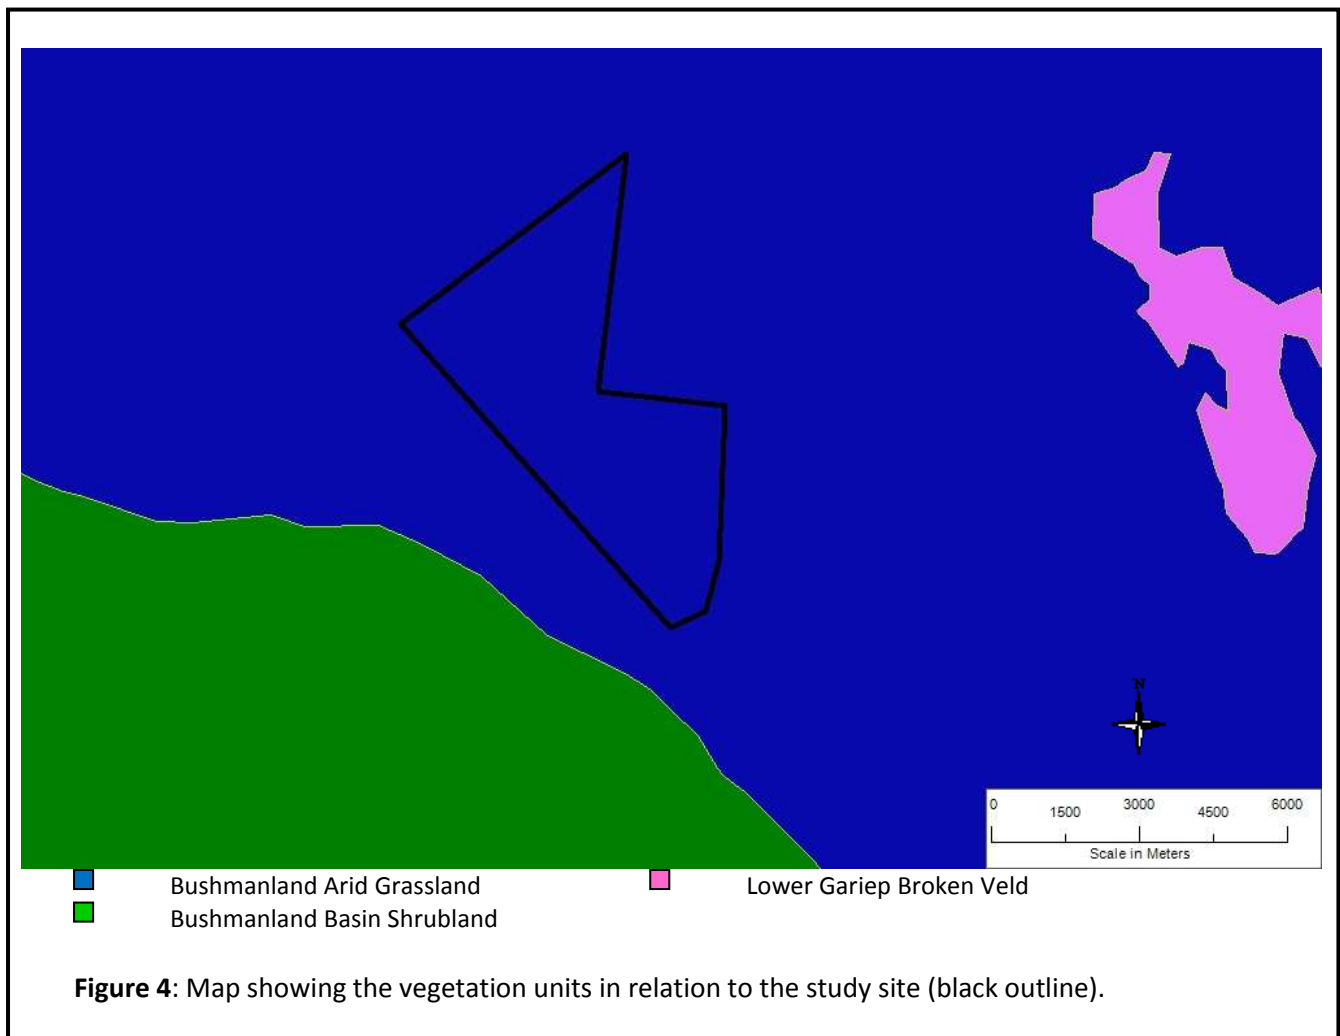 N
0 1500 3000 4500 6000
Scale in Meters
Bushmanland Arid Grassland Lower Gariep Broken Veld
Bushmanland Basin Shrubland
Figure 4: Map showing the vegetation units in relation to the study site (black outline).